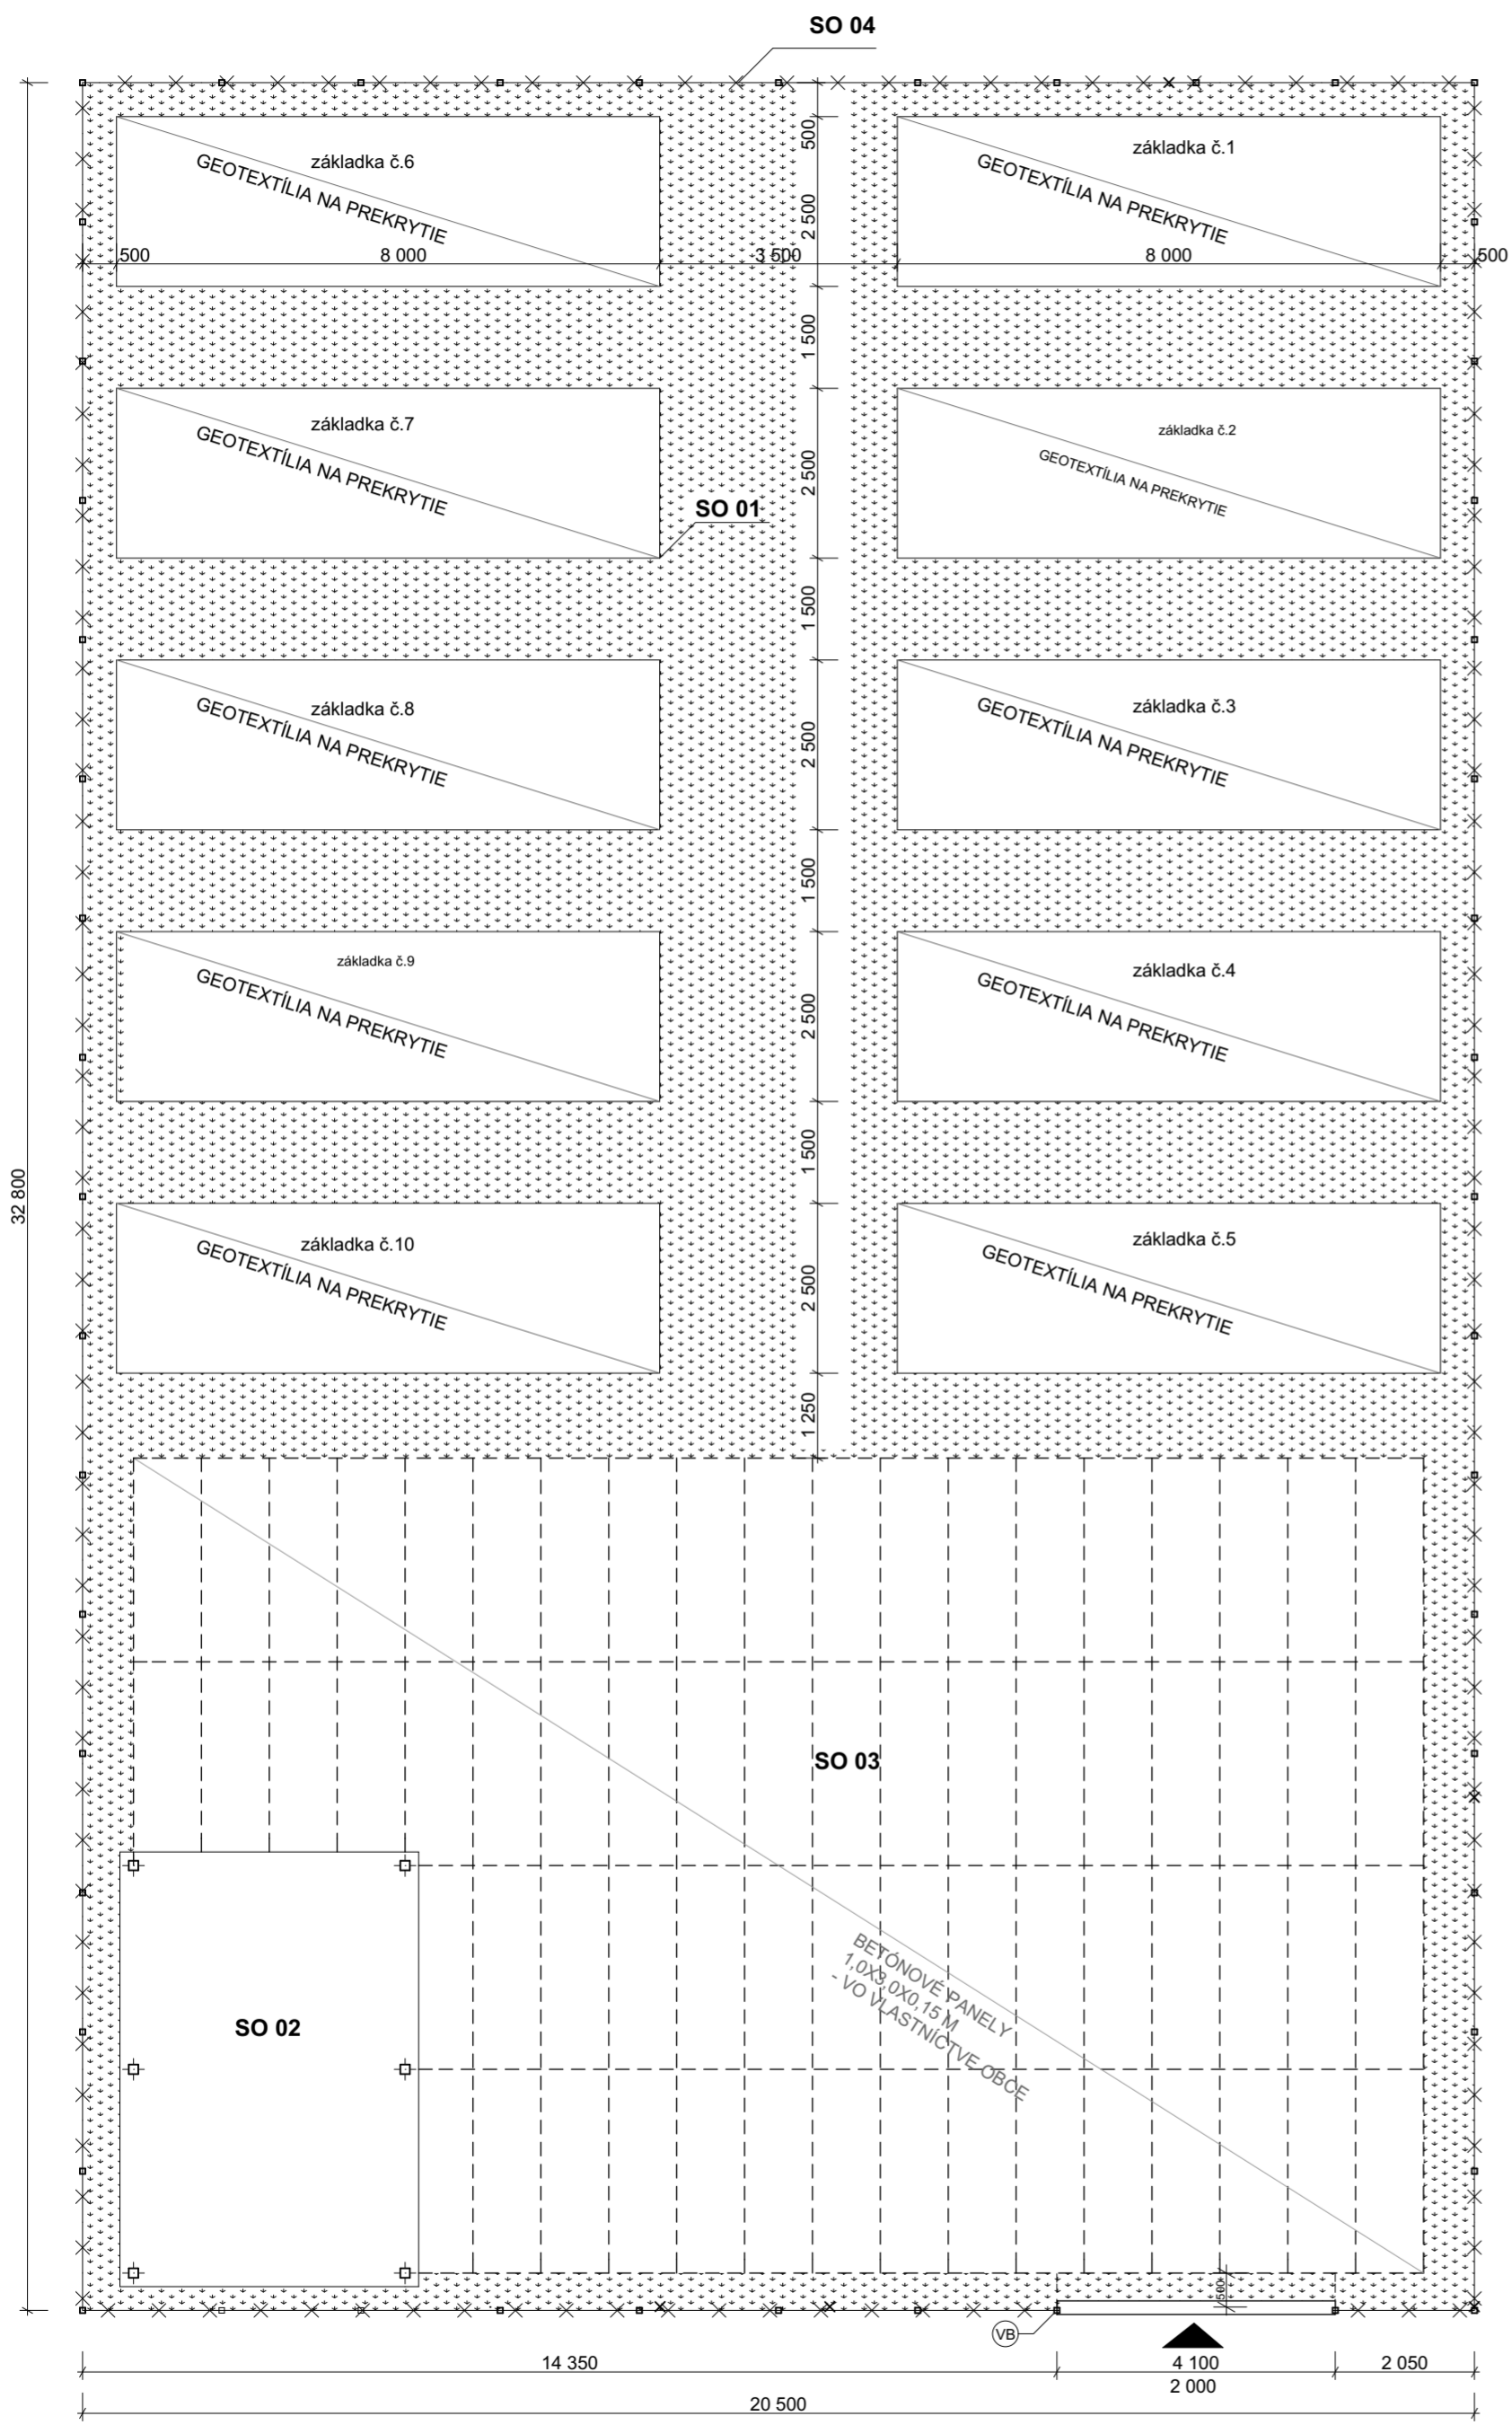 SO 04
500
základka č.6
GEOTEXTÍLIA NA PREKRYTIE
základka č.1
GEOTEXTÍLIA NA PREKRYTIE
2 500
500
8 000
3 500
8 000
500
1 500
základka č.7
GEOTEXTÍLIA NA PREKRYTIE
základka č.2
GEOTEXTÍLIA NA PREKRYTIE
2 500
SO 01
1 500
základka č.8
GEOTEXTÍLIA NA PREKRYTIE
základka č.3
GEOTEXTÍLIA NA PREKRYTIE
2 500
1 500
základka č.9
GEOTEXTÍLIA NA PREKRYTIE
základka č.4
GEOTEXTÍLIA NA PREKRYTIE
2 500
1 500
32 800
základka č.10
GEOTEXTÍLIA NA PREKRYTIE
základka č.5
GEOTEXTÍLIA NA PREKRYTIE
2 500
1 250
SO 03
BETÓNOVÉ PANELY
1,0X3,0X0,15 M
- VO VLASTNÍCTVE OBCE
SO 02
500
VB
14 350
4 100
2 000
2 050
20 500